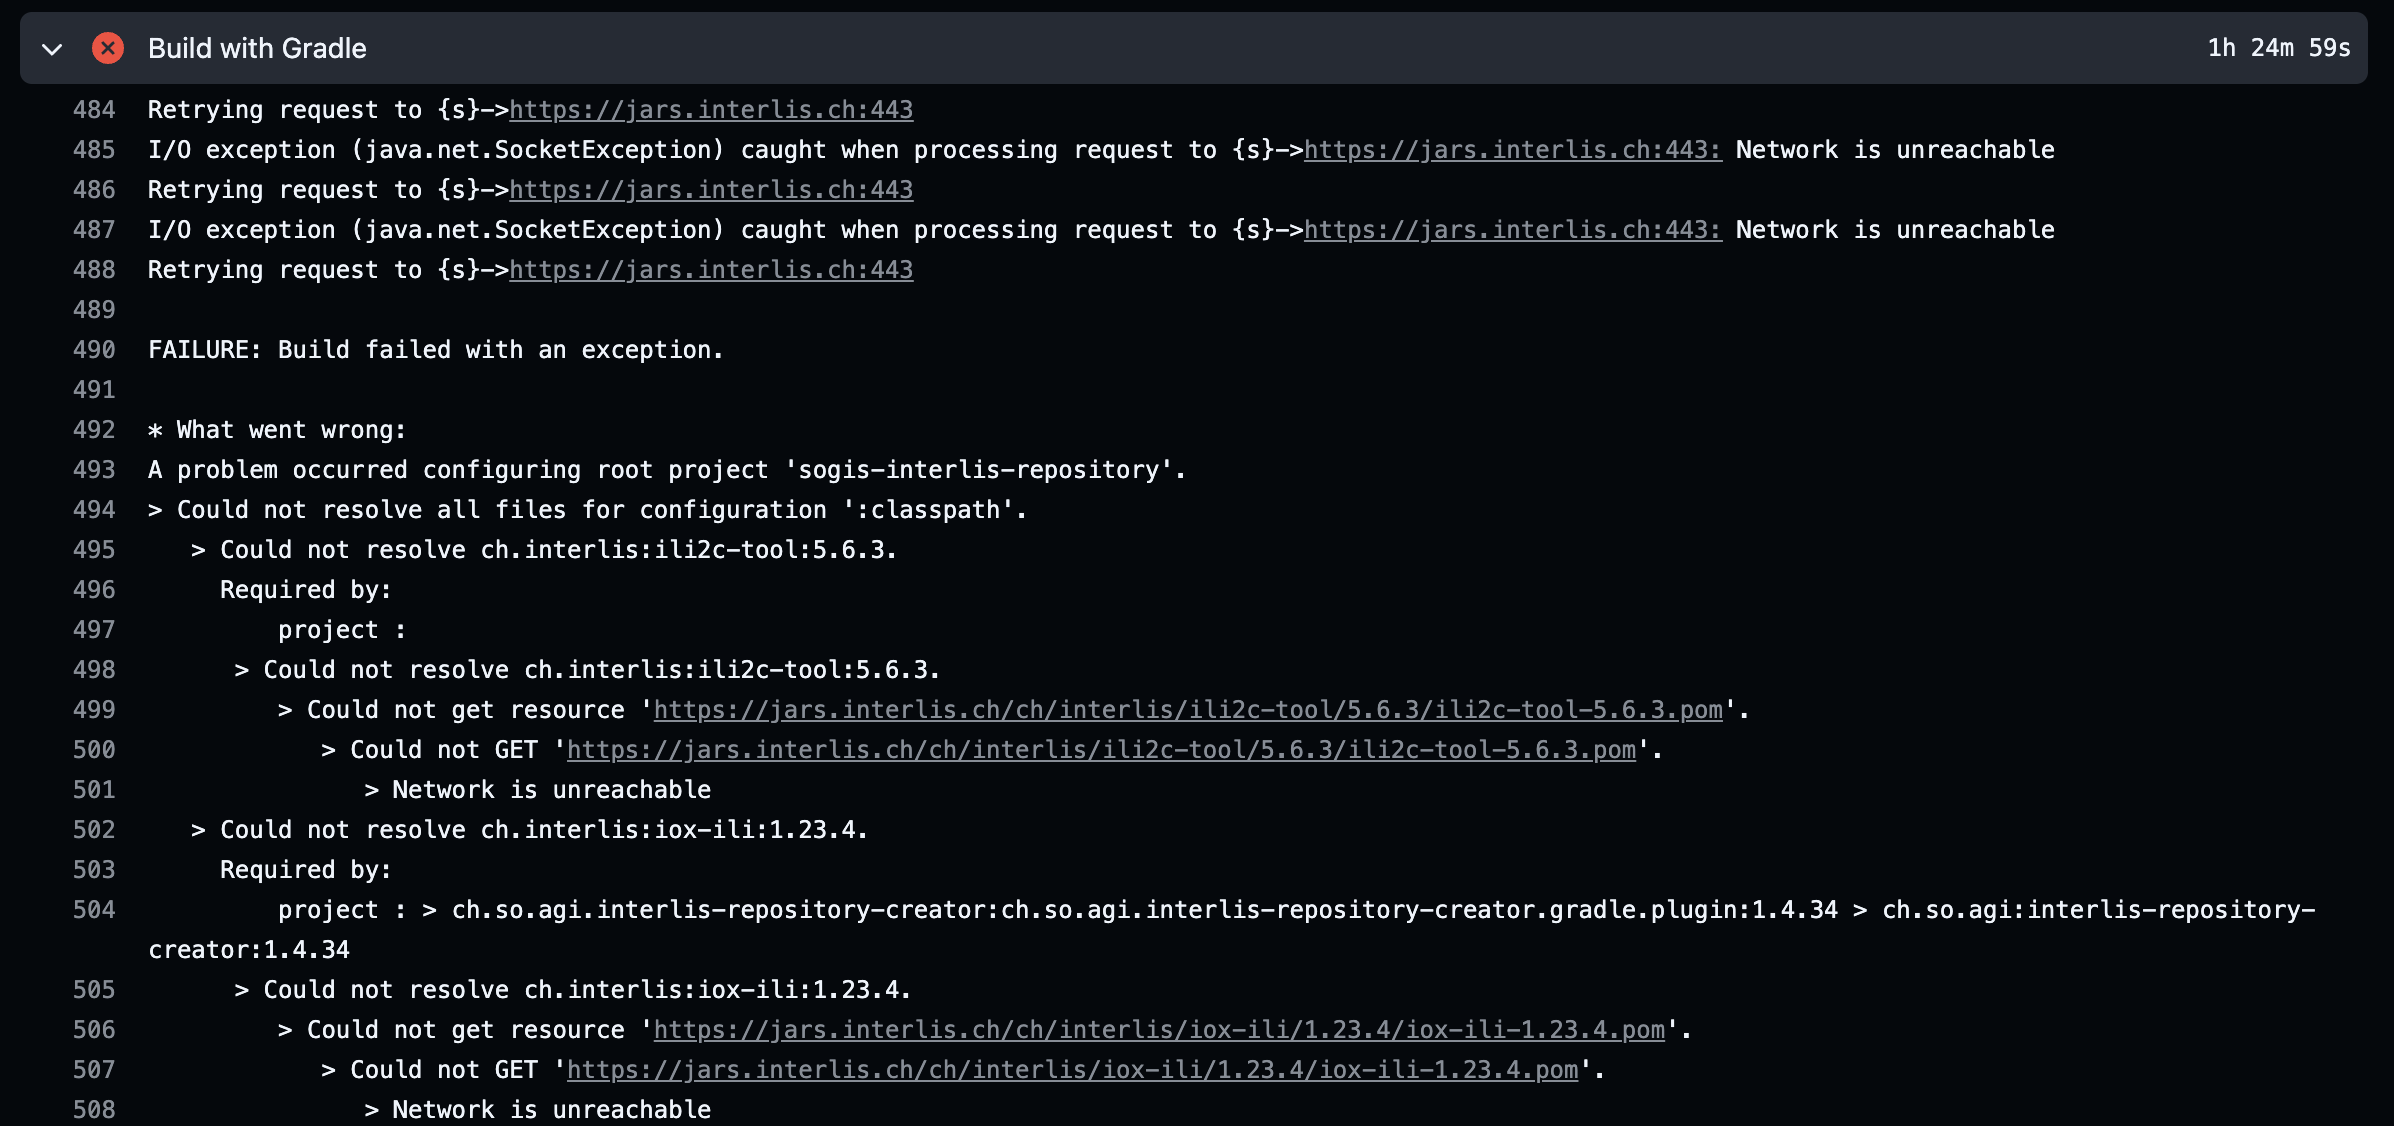 Build with Gradle
1h 24m 59s
484 Retrying request to {s}->https://jars.interlis.ch:443
485 I/O exception (java.net.SocketException) caught when processing request to {s}->https://jars.interlis.ch:443: Network is unreachable
486 Retrying request to {s}->https://jars.interlis.ch:443
487 I/O exception (java.net.SocketException) caught when processing request to {s}->https://jars.interlis.ch:443: Network is unreachable
488 Retrying request to {s}->https://jars.interlis.ch:443
489
490 FAILURE: Build failed with an exception.
491
492 * What went wrong:
493 A problem occurred configuring root project 'sogis-interlis-repository'.
494 > Could not resolve all files for configuration ':classpath'.
495    > Could not resolve ch.interlis:ili2c-tool:5.6.3.
496      Required by:
497          project :
498       > Could not resolve ch.interlis:ili2c-tool:5.6.3.
499          > Could not get resource 'https://jars.interlis.ch/ch/interlis/ili2c-tool/5.6.3/ili2c-tool-5.6.3.pom'.
500             > Could not GET 'https://jars.interlis.ch/ch/interlis/ili2c-tool/5.6.3/ili2c-tool-5.6.3.pom'.
501                > Network is unreachable
502    > Could not resolve ch.interlis:iox-ili:1.23.4.
503      Required by:
504          project : > ch.so.agi.interlis-repository-creator:ch.so.agi.interlis-repository-creator.gradle.plugin:1.4.34 > ch.so.agi:interlis-repository-
creator:1.4.34
505       > Could not resolve ch.interlis:iox-ili:1.23.4.
506          > Could not get resource 'https://jars.interlis.ch/ch/interlis/iox-ili/1.23.4/iox-ili-1.23.4.pom'.
507             > Could not GET 'https://jars.interlis.ch/ch/interlis/iox-ili/1.23.4/iox-ili-1.23.4.pom'.
508                > Network is unreachable